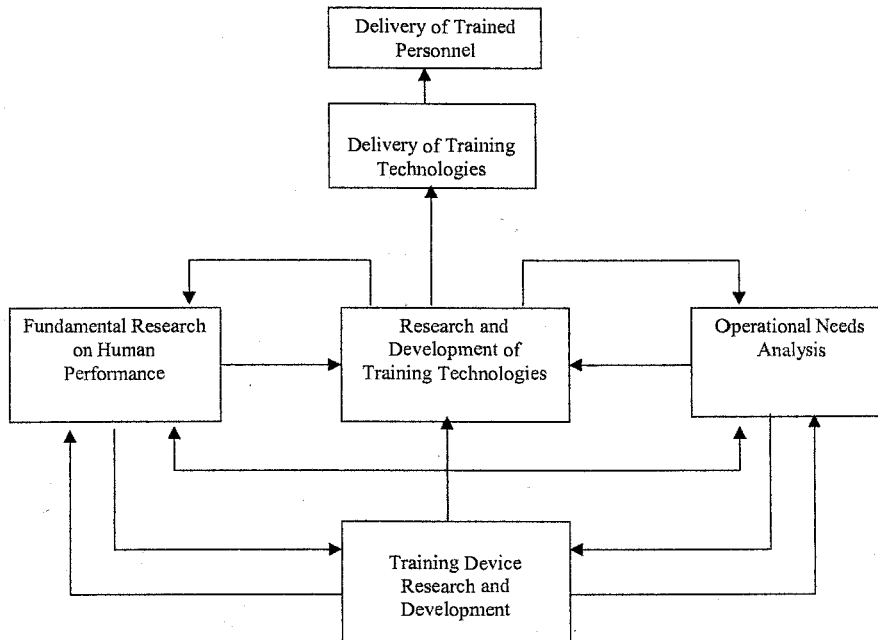 Delivery of Trained
Personnel
Delivery of Training
Technologies
Fundamental Research
on Human
Performance
Research and
Development of
Training Technologies
Operational Needs
Analysis
Training Device
Research and
Development